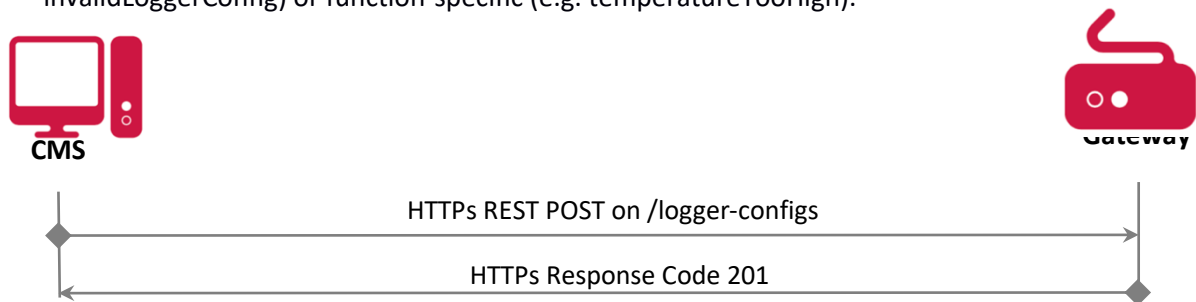 invalidLoggerConfig) or function-specific (e.g. temperatureTooHigh).
CMS
Gateway
HTTPs REST POST on /logger-configs
HTTPs Response Code 201